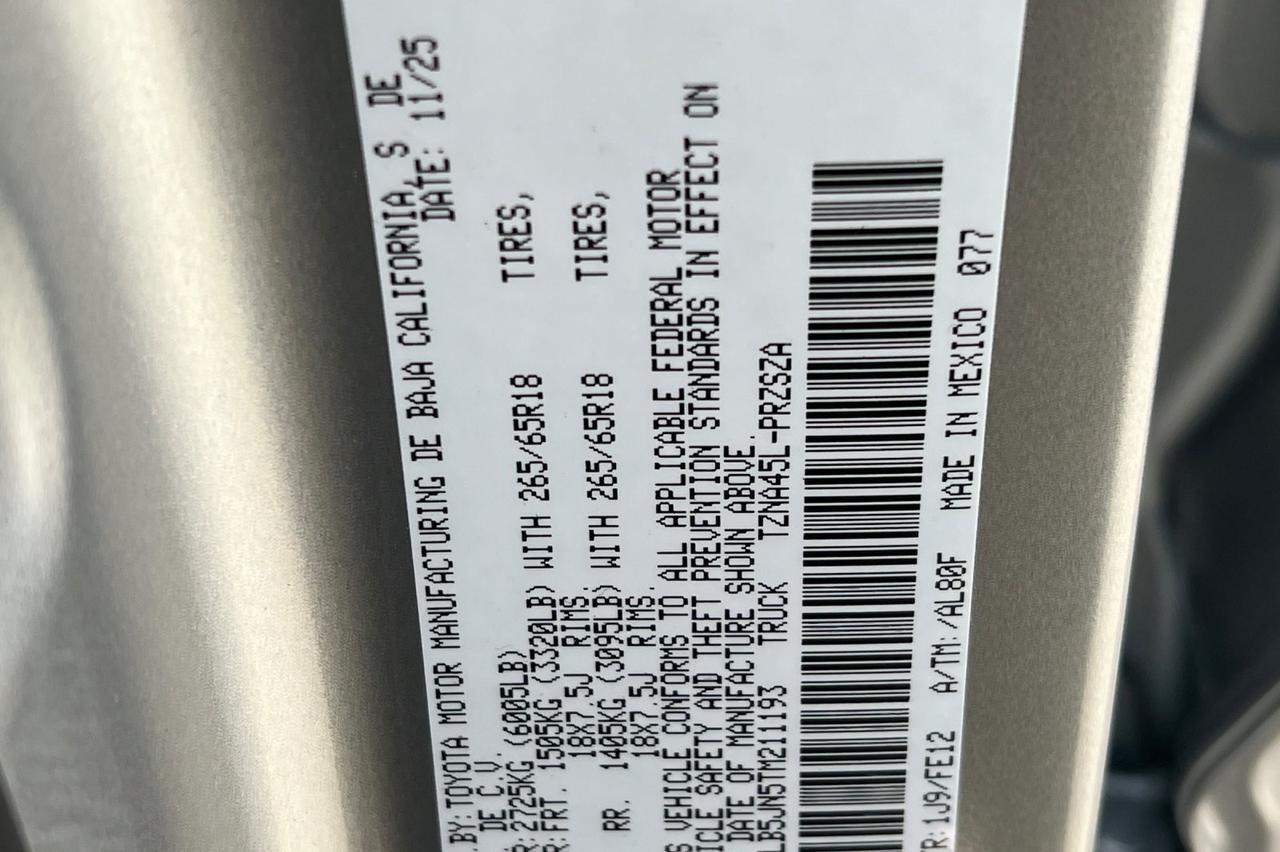 BY:TOYOTA MOTOR MANUFACTURING DE BAJA CALIFORNIA, S DE
DE C.V. DATE: 11/25
R:2725KG (6005LB)
R:FRT. 1505KG (3320LB) WITH 265/65R18 TIRES,
18X7.5J RIMS.
RR. 1405KG (3095LB) WITH 265/65R18 TIRES,
18X7.5J RIMS.
S VEHICLE CONFORMS TO ALL APPLICABLE FEDERAL MOTOR
ICLE SAFETY AND THEFT PREVENTION STANDARDS IN EFFECT ON
DATE OF MANUFACTURE SHOWN ABOVE.
LB5JN5TM211193 TRUCK TZNA45L-PRZSZA
TR:1J9/FE12 A/TM:/AL80F MADE IN MEXICO 077